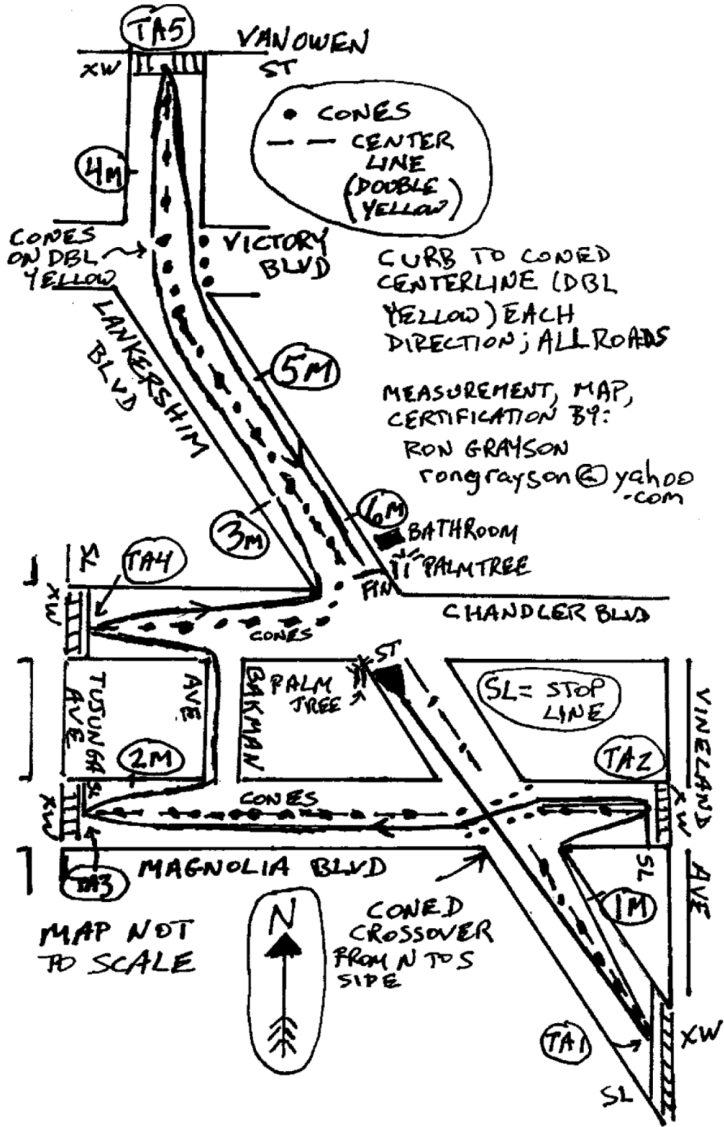 TA5
VANOWEN
ST
XW
• CONES
— — CENTER
LINE
(DOUBLE
YELLOW)
4M
CONES
ON DBL
YELLOW
VICTORY
BLVD
CURB TO CONED
CENTERLINE (DBL
YELLOW) EACH
DIRECTION; ALL ROADS
LANKERSHIM
BLVD
5M
MEASUREMENT, MAP,
CERTIFICATION BY:
RON GRAYSON
rongrayson@yahoo
.com
3M
6M
BATHROOM
PALMTREE
FIN
SL
TA4
XW
CONES
CHANDLER BLVD
ST
PALM
TREE
SL = STOP
LINE
TUJUNGA
AVE
BAKMAN
AVE
VINELAND
AVE
2M
TA2
SL
XW
CONES
XW
TA3
MAGNOLIA BLVD
SL
1M
MAP NOT
TO SCALE
N
CONED
CROSSOVER
FROM N TO S
SIDE
TA1
XW
SL